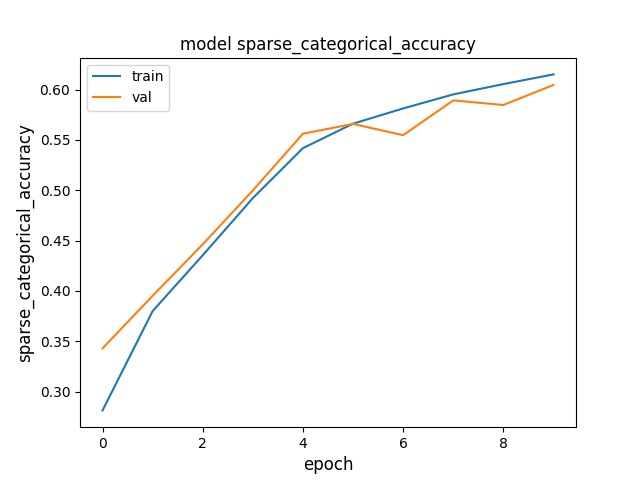 model sparse_categorical_accuracy
train
val
sparse_categorical_accuracy
0.60
0.55
0.50
0.45
0.40
0.35
0.30
0 2 4 6 8
epoch